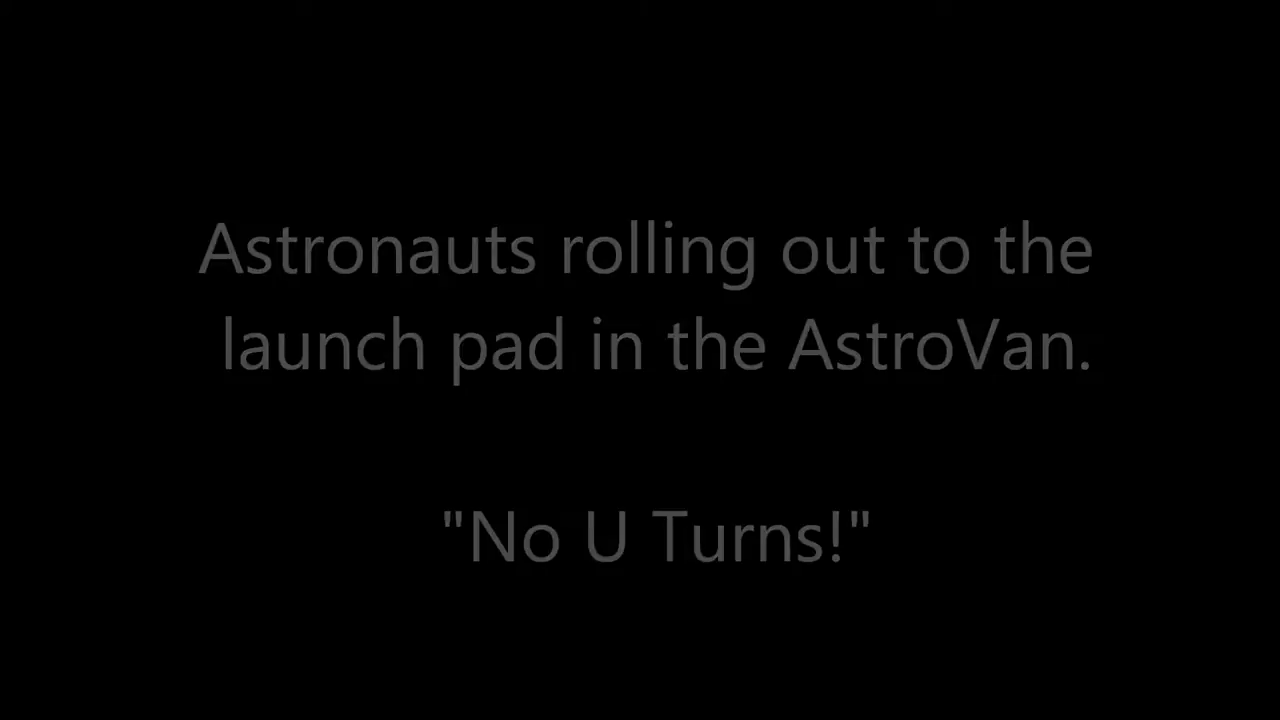 Astronauts rolling out to the
launch pad in the AstroVan.
"No U Turns!"